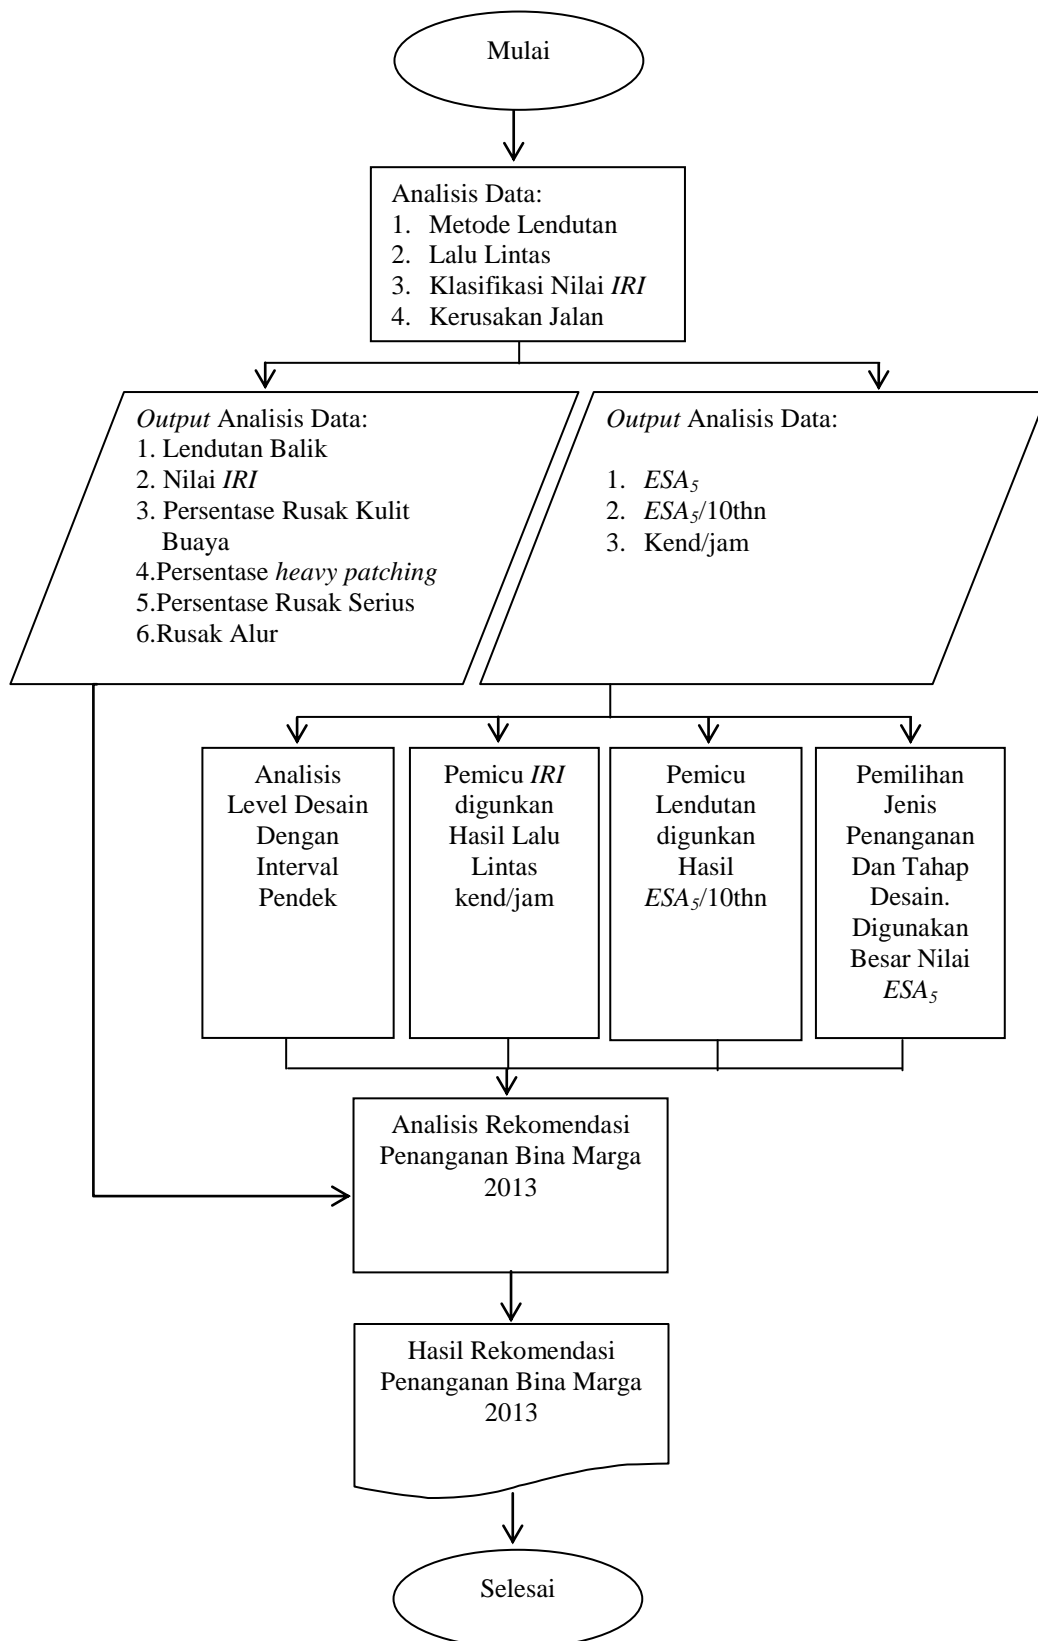 Mulai
Analisis Data:
1. Metode Lendutan
2. Lalu Lintas
3. Klasifikasi Nilai IRI
4. Kerusakan Jalan
Output Analisis Data:
1. Lendutan Balik
2. Nilai IRI
3. Persentase Rusak Kulit
Buaya
4.Persentase heavy patching
5.Persentase Rusak Serius
6.Rusak Alur
Output Analisis Data:
1. ESA5
2. ESA5/10thn
3. Kend/jam
Analisis
Level Desain
Dengan
Interval
Pendek
Pemicu IRI
digunkan
Hasil Lalu
Lintas
kend/jam
Pemicu
Lendutan
digunkan
Hasil
ESA5/10thn
Pemilihan
Jenis
Penanganan
Dan Tahap
Desain.
Digunakan
Besar Nilai
ESA5
Analisis Rekomendasi
Penanganan Bina Marga
2013
Hasil Rekomendasi
Penanganan Bina Marga
2013
Selesai